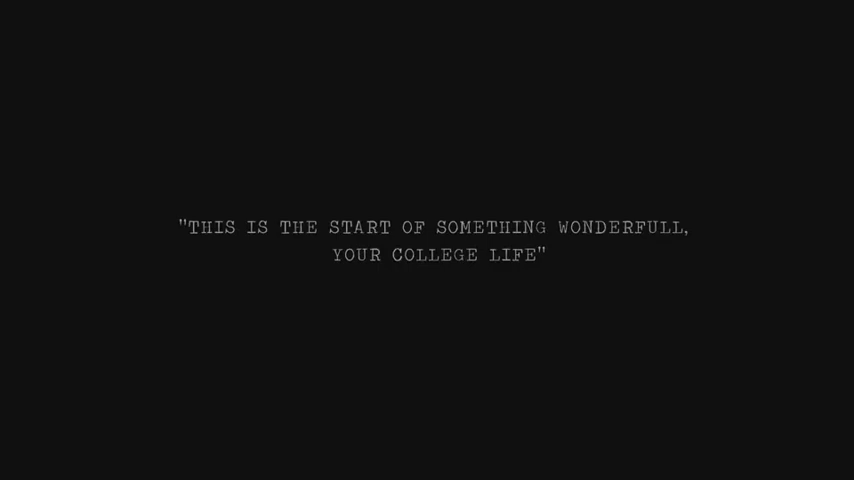 "THIS IS THE START OF SOMETHING WONDERFULL,
YOUR COLLEGE LIFE"